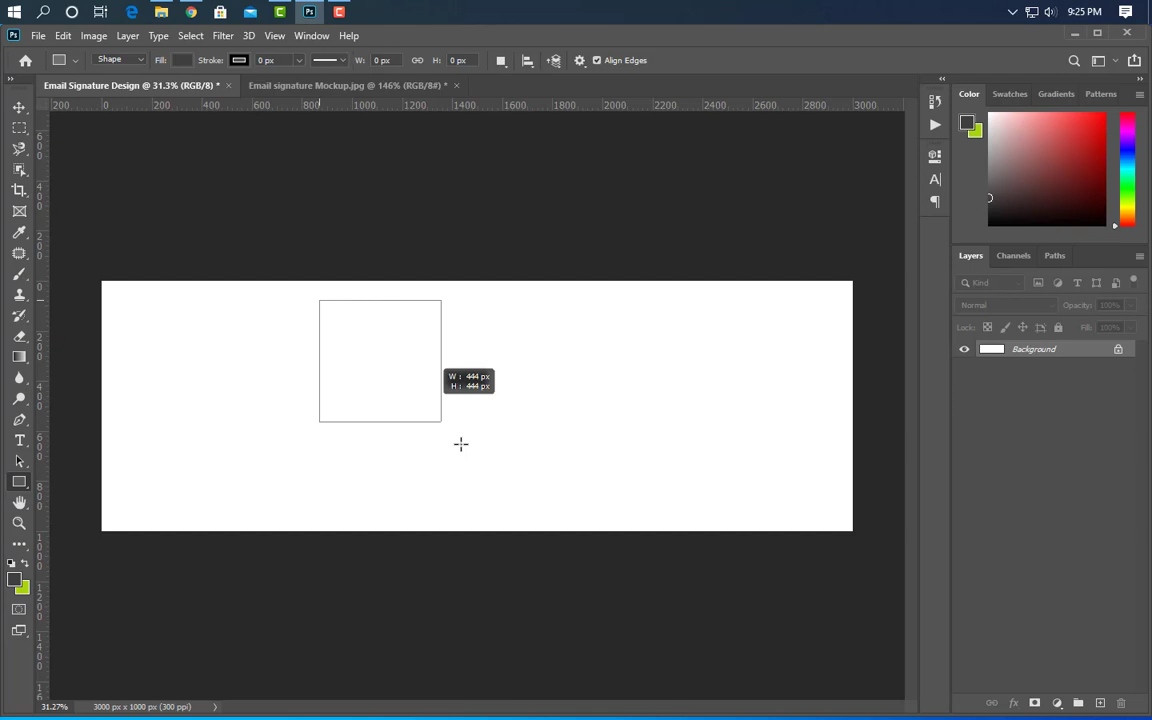 9:25 PM
Ps File Edit Image Layer Type Select Filter 3D View Window Help
Shape Fill: Stroke: 0 px W: 0 px H: 0 px Align Edges
Email Signature Design @ 31.3% (RGB/8) * × Email signature Mockup.jpg @ 146% (RGB/8#) * ×
200 0 200 400 600 800 1000 1200 1400 1600 1800 2000 2200 2400 2600 2800 3000
Color Swatches Gradients Patterns
Layers Channels Paths
Kind
Normal Opacity: 100%
Lock: Fill: 100%
Background
W : 444 px
H : 444 px
31.27% 3000 px x 1000 px (300 ppi)